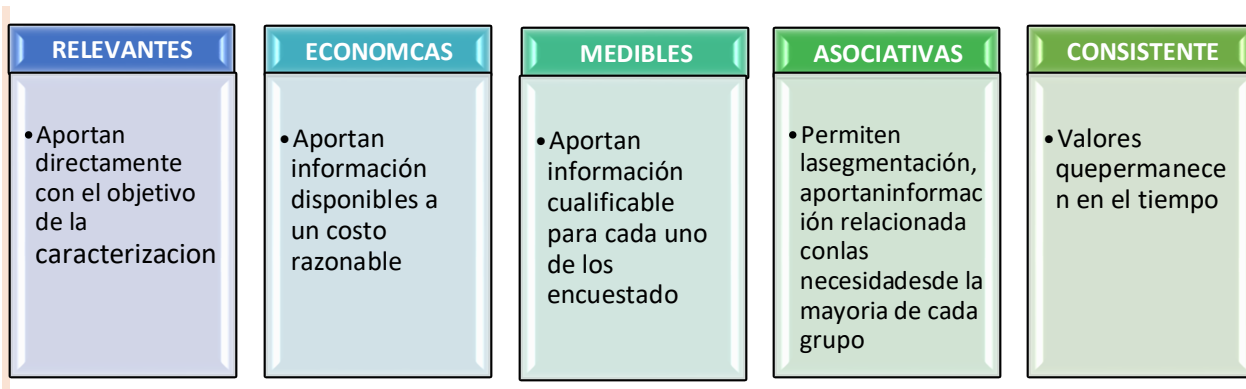 RELEVANTES
•Aportan
directamente
con el objetivo
de la
caracterizacion
ECONOMCAS
•Aportan
información
disponibles a
un costo
razonable
MEDIBLES
•Aportan
información
cualificable
para cada uno
de los
encuestado
ASOCIATIVAS
•Permiten
lasegmentación,
aportaninformac
ión relacionada
conlas
necesidadesde la
mayoria de cada
grupo
CONSISTENTE
•Valores
quepermanece
n en el tiempo